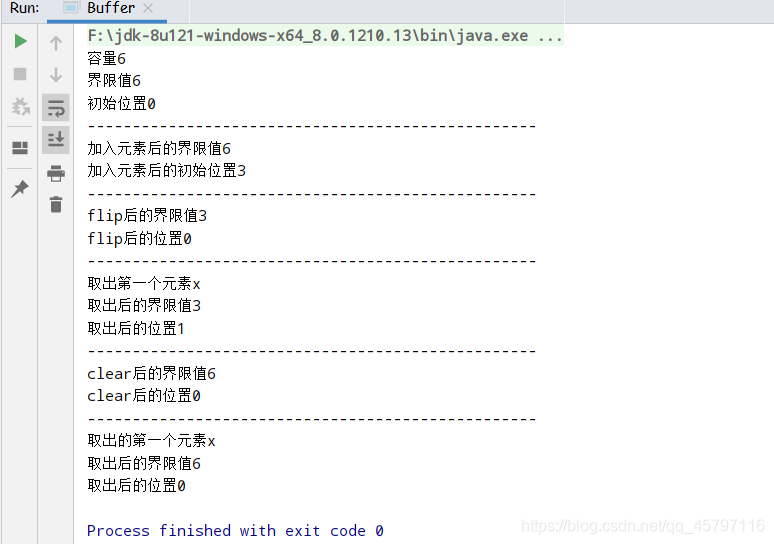 Run: Buffer ×
F:\jdk-8u121-windows-x64_8.0.1210.13\bin\java.exe ...
容量6
界限值6
初始位置0
--------------------------------------------------
加入元素后的界限值6
加入元素后的初始位置3
--------------------------------------------------
flip后的界限值3
flip后的位置0
--------------------------------------------------
取出第一个元素x
取出后的界限值3
取出后的位置1
--------------------------------------------------
clear后的界限值6
clear后的位置0
--------------------------------------------------
取出的第一个元素x
取出后的界限值6
取出后的位置0
Process finished with exit code 0
https://blog.csdn.net/qq_45797116